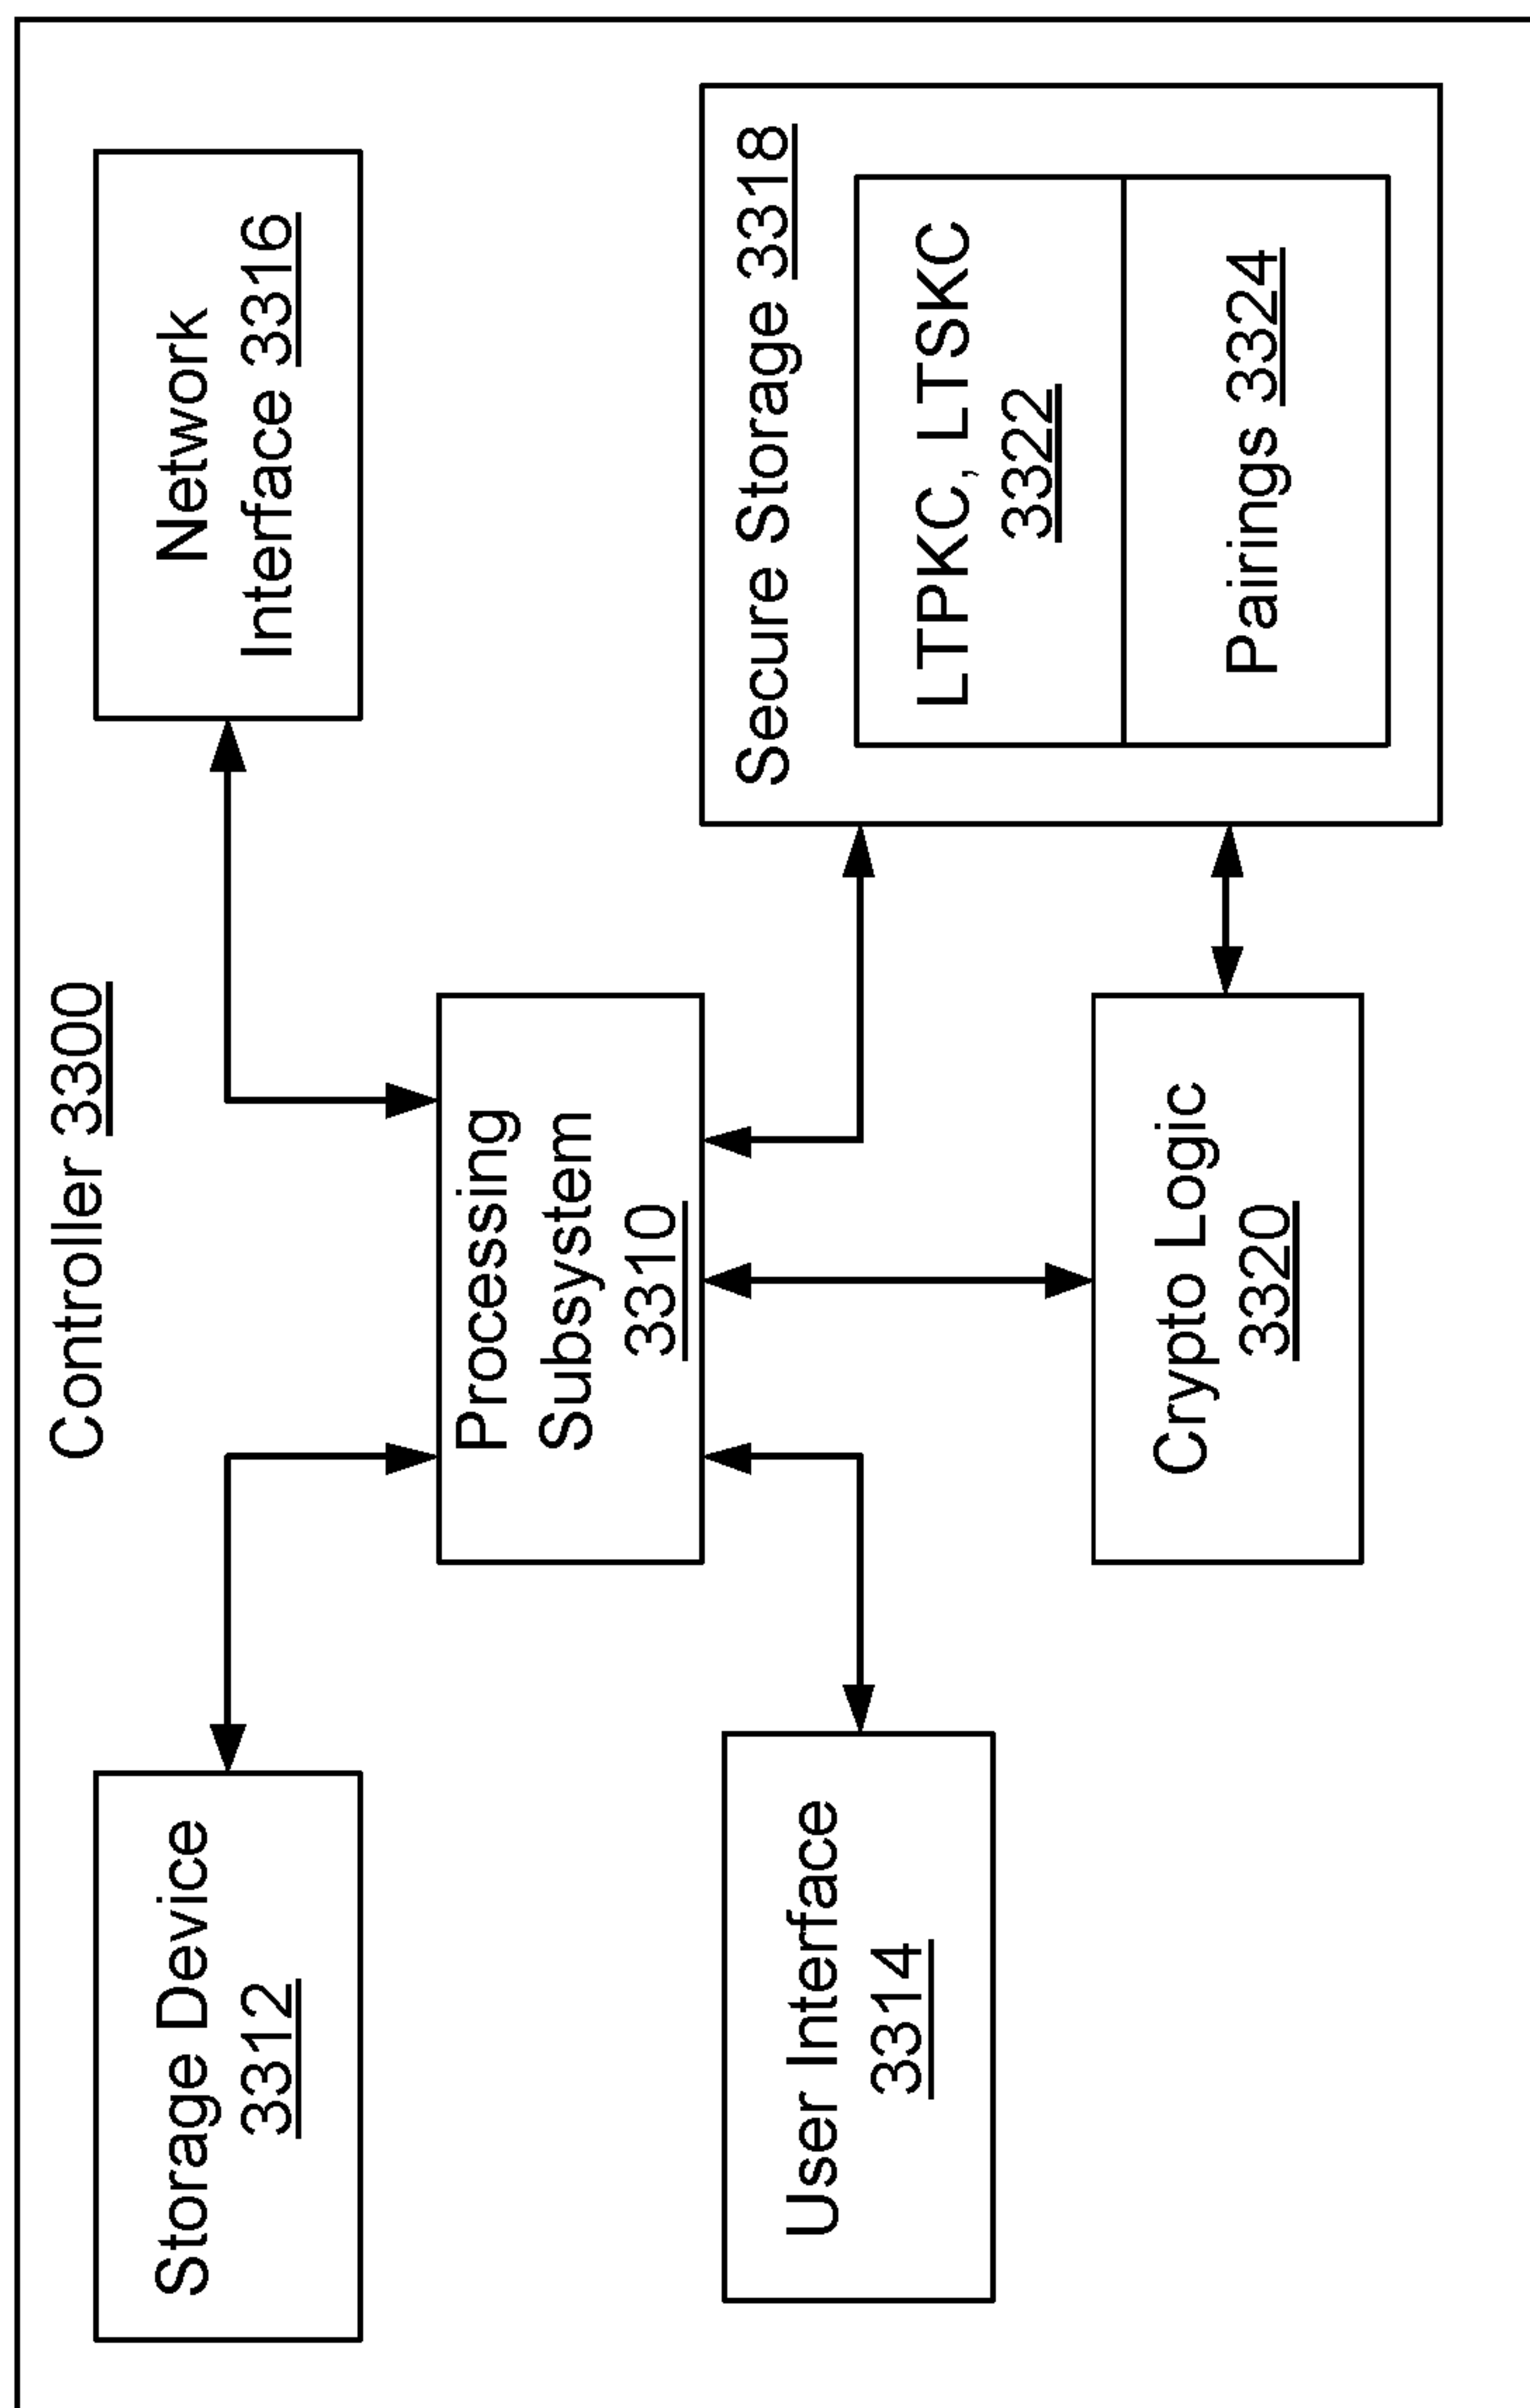 Controller 3300
Storage Device
3312
Network
Interface 3316
Processing
Subsystem
3310
User Interface
3314
Secure Storage 3318
LTPKC, LTSKC
3322
Pairings 3324
Crypto Logic
3320